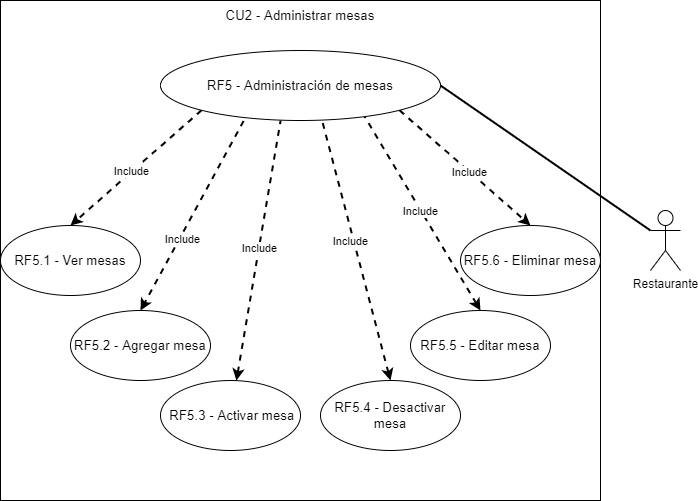 CU2 - Administrar mesas
RF5 - Administración de mesas
Include
Include
Include
Include
Include
Include
RF5.1 - Ver mesas
RF5.6 - Eliminar mesa
Restaurante
RF5.2 - Agregar mesa
RF5.5 - Editar mesa
RF5.3 - Activar mesa
RF5.4 - Desactivar
mesa